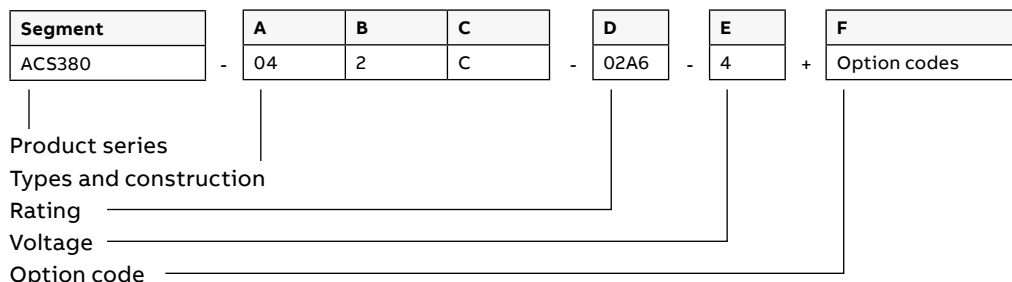 Segment A B C D E F
ACS380 - 04 2 C - 02A6 - 4 + Option codes
Product series
Types and construction
Rating
Voltage
Option code